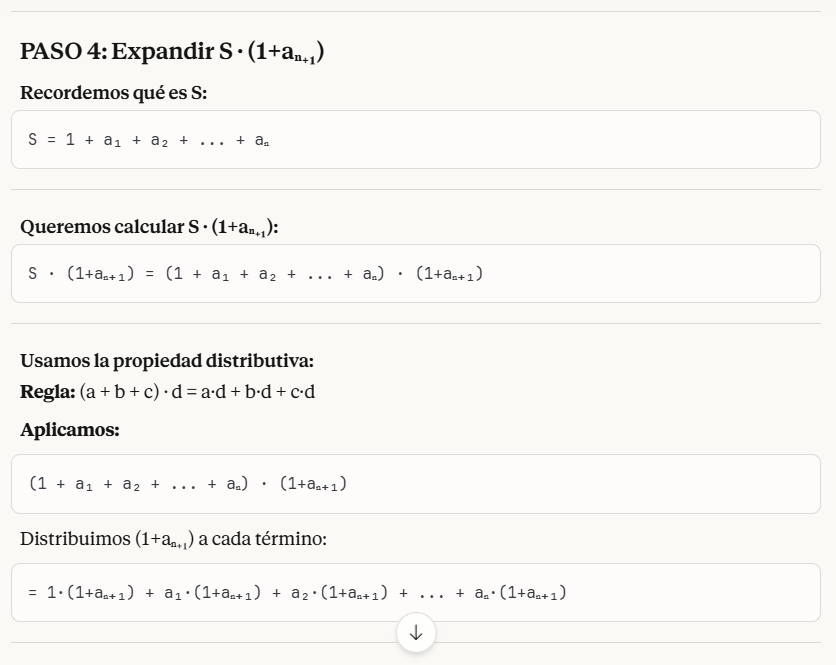 PASO 4: Expandir S · (1+aₙ₊₁)
Recordemos qué es S:
S = 1 + a₁ + a₂ + ... + aₙ
Queremos calcular S · (1+aₙ₊₁):
S · (1+aₙ₊₁) = (1 + a₁ + a₂ + ... + aₙ) · (1+aₙ₊₁)
Usamos la propiedad distributiva:
Regla: (a + b + c) · d = a·d + b·d + c·d
Aplicamos:
(1 + a₁ + a₂ + ... + aₙ) · (1+aₙ₊₁)
Distribuimos (1+aₙ₊₁) a cada término:
= 1·(1+aₙ₊₁) + a₁·(1+aₙ₊₁) + a₂·(1+aₙ₊₁) + ... + aₙ·(1+aₙ₊₁)